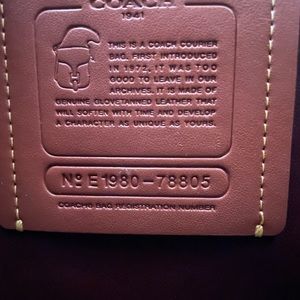 COACH
1941
THIS IS A COACH COURIER
BAG, FIRST INTRODUCED
IN 1972. IT WAS TOO
GOOD TO LEAVE IN OUR
ARCHIVES. IT IS MADE OF
GENUINE GLOVETANNED LEATHER THAT
WILL SOFTEN WITH TIME AND DEVELOP
A CHARACTER AS UNIQUE AS YOURS.
Nº E1980-78805
COACH© BAG REGISTRATION NUMBER